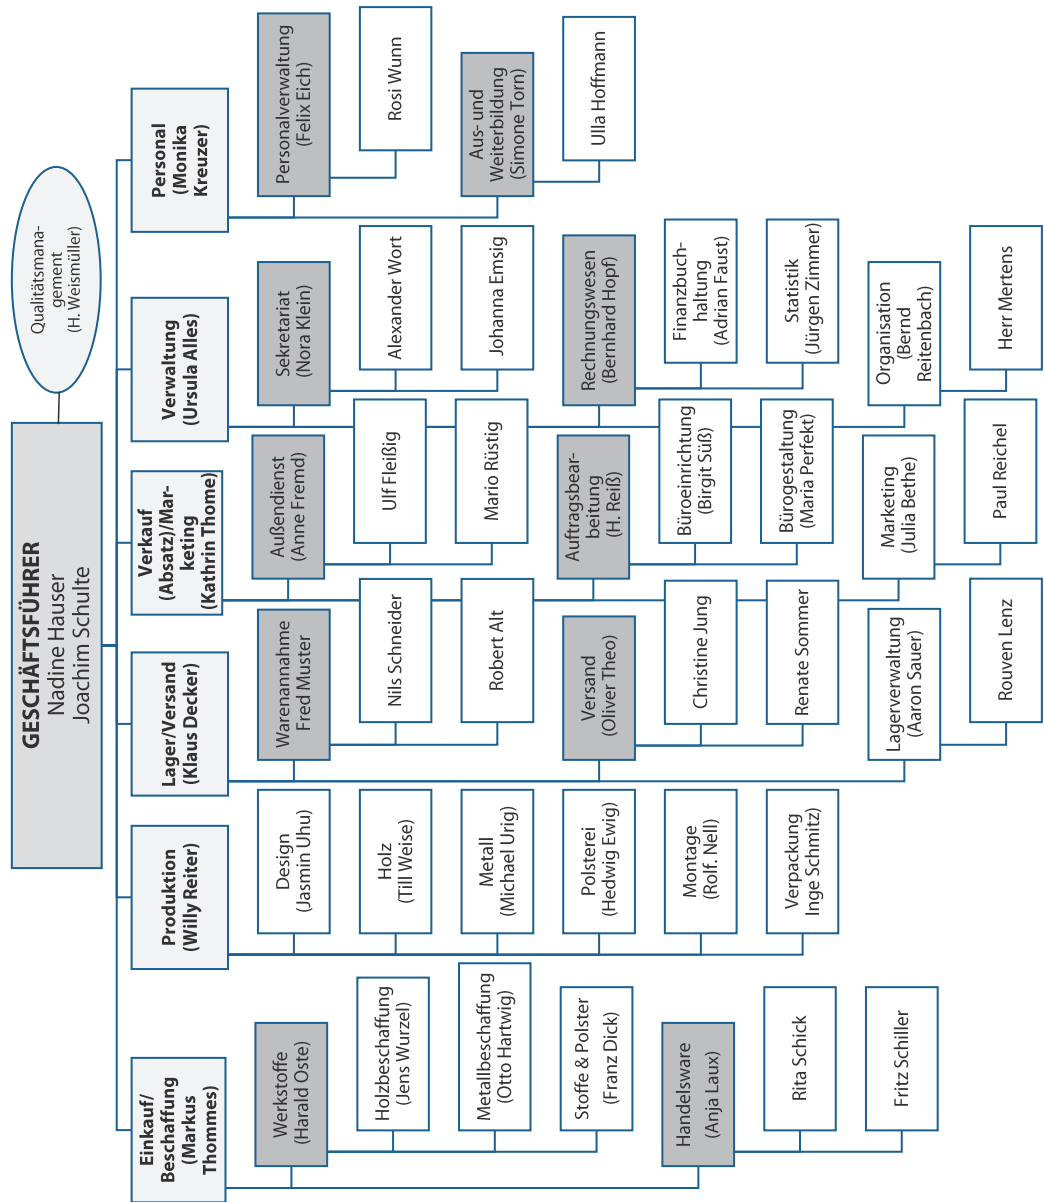 GESCHÄFTSFÜHRER
Nadine Hauser
Joachim Schulte
Qualitätsmana-
gement
(H. Weismüller)
Einkauf/
Beschaffung
(Markus
Thommes)
Werkstoffe
(Harald Oste)
Holzbeschaffung
(Jens Wurzel)
Metallbeschaffung
(Otto Hartwig)
Stoffe & Polster
(Franz Dick)
Handelsware
(Anja Laux)
Rita Schick
Fritz Schiller
Produktion
(Willy Reiter)
Design
(Jasmin Uhu)
Holz
(Till Weise)
Metall
(Michael Urig)
Polsterei
(Hedwig Ewig)
Montage
(Rolf. Nell)
Verpackung
Inge Schmitz)
Lager/Versand
(Klaus Decker)
Warenannahme
Fred Muster
Nils Schneider
Robert Alt
Versand
(Oliver Theo)
Christine Jung
Renate Sommer
Lagerverwaltung
(Aaron Sauer)
Rouven Lenz
Verkauf
(Absatz)/Mar-
keting
(Kathrin Thome)
Außendienst
(Anne Fremd)
Ulf Fleißig
Mario Rüstig
Auftragsbear-
beitung
(H. Reiß)
Büroeinrichtung
(Birgit Süß)
Bürogestaltung
(Maria Perfekt)
Marketing
(Julia Bethe)
Paul Reichel
Verwaltung
(Ursula Alles)
Sekretariat
(Nora Klein)
Alexander Wort
Johanna Emsig
Rechnungswesen
(Bernhard Hopf)
Finanzbuch-
haltung
(Adrian Faust)
Statistik
(Jürgen Zimmer)
Organisation
(Bernd
Reitenbach)
Herr Mertens
Personal
(Monika
Kreuzer)
Personalverwaltung
(Felix Eich)
Rosi Wunn
Aus- und
Weiterbildung
(Simone Torn)
Ulla Hoffmann